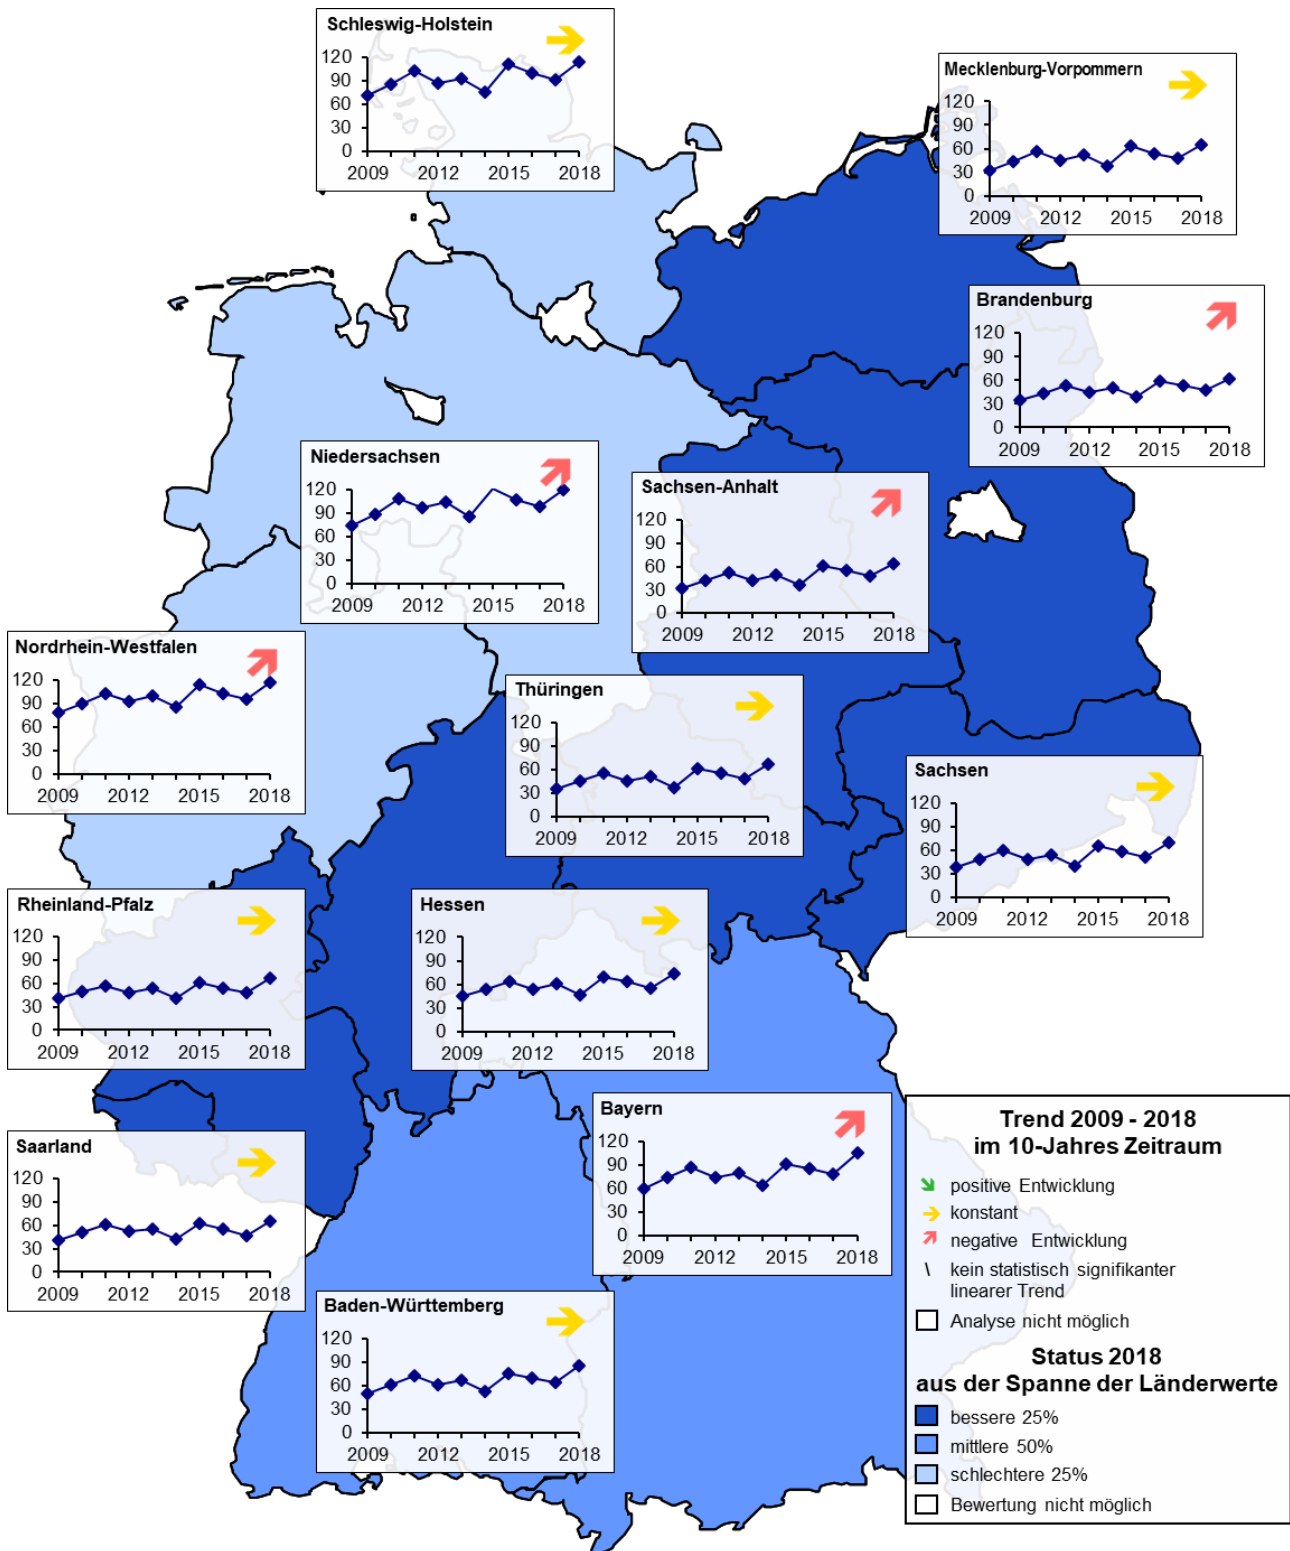 Schleswig-Holstein
120
90
60
30
0
2009 2012 2015 2018
Mecklenburg-Vorpommern
120
90
60
30
0
2009 2012 2015 2018
Brandenburg
120
90
60
30
0
2009 2012 2015 2018
Niedersachsen
120
90
60
30
0
2009 2012 2015 2018
Sachsen-Anhalt
120
90
60
30
0
2009 2012 2015 2018
Nordrhein-Westfalen
120
90
60
30
0
2009 2012 2015 2018
Thüringen
120
90
60
30
0
2009 2012 2015 2018
Sachsen
120
90
60
30
0
2009 2012 2015 2018
Rheinland-Pfalz
120
90
60
30
0
2009 2012 2015 2018
Hessen
120
90
60
30
0
2009 2012 2015 2018
Saarland
120
90
60
30
0
2009 2012 2015 2018
Bayern
120
90
60
30
0
2009 2012 2015 2018
Baden-Württemberg
120
90
60
30
0
2009 2012 2015 2018
Trend 2009 - 2018
im 10-Jahres Zeitraum
positive Entwicklung
konstant
negative Entwicklung
\ kein statistisch signifikanter
linearer Trend
Analyse nicht möglich
Status 2018
aus der Spanne der Länderwerte
bessere 25%
mittlere 50%
schlechtere 25%
Bewertung nicht möglich